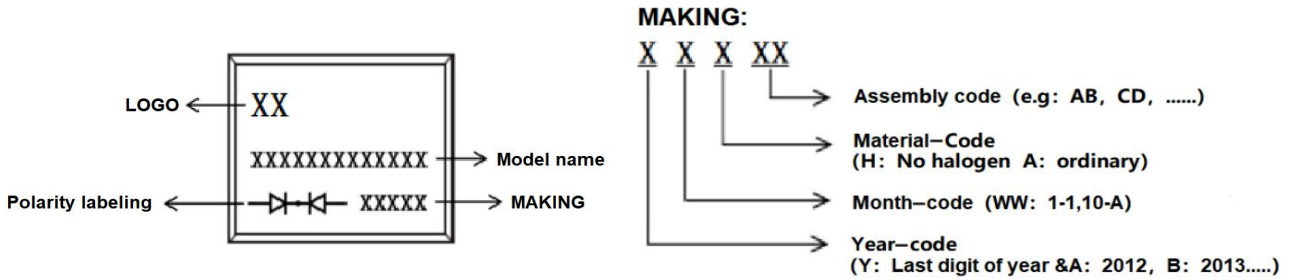 LOGO
XX
XXXXXXXXXXXXX
Model name
Polarity labeling
XXXXX
MAKING
MAKING:
X X X XX
Assembly code (e.g: AB, CD, ......)
Material-Code
(H: No halogen A: ordinary)
Month-code (WW: 1-1,10-A)
Year-code
(Y: Last digit of year &A: 2012, B: 2013.....)